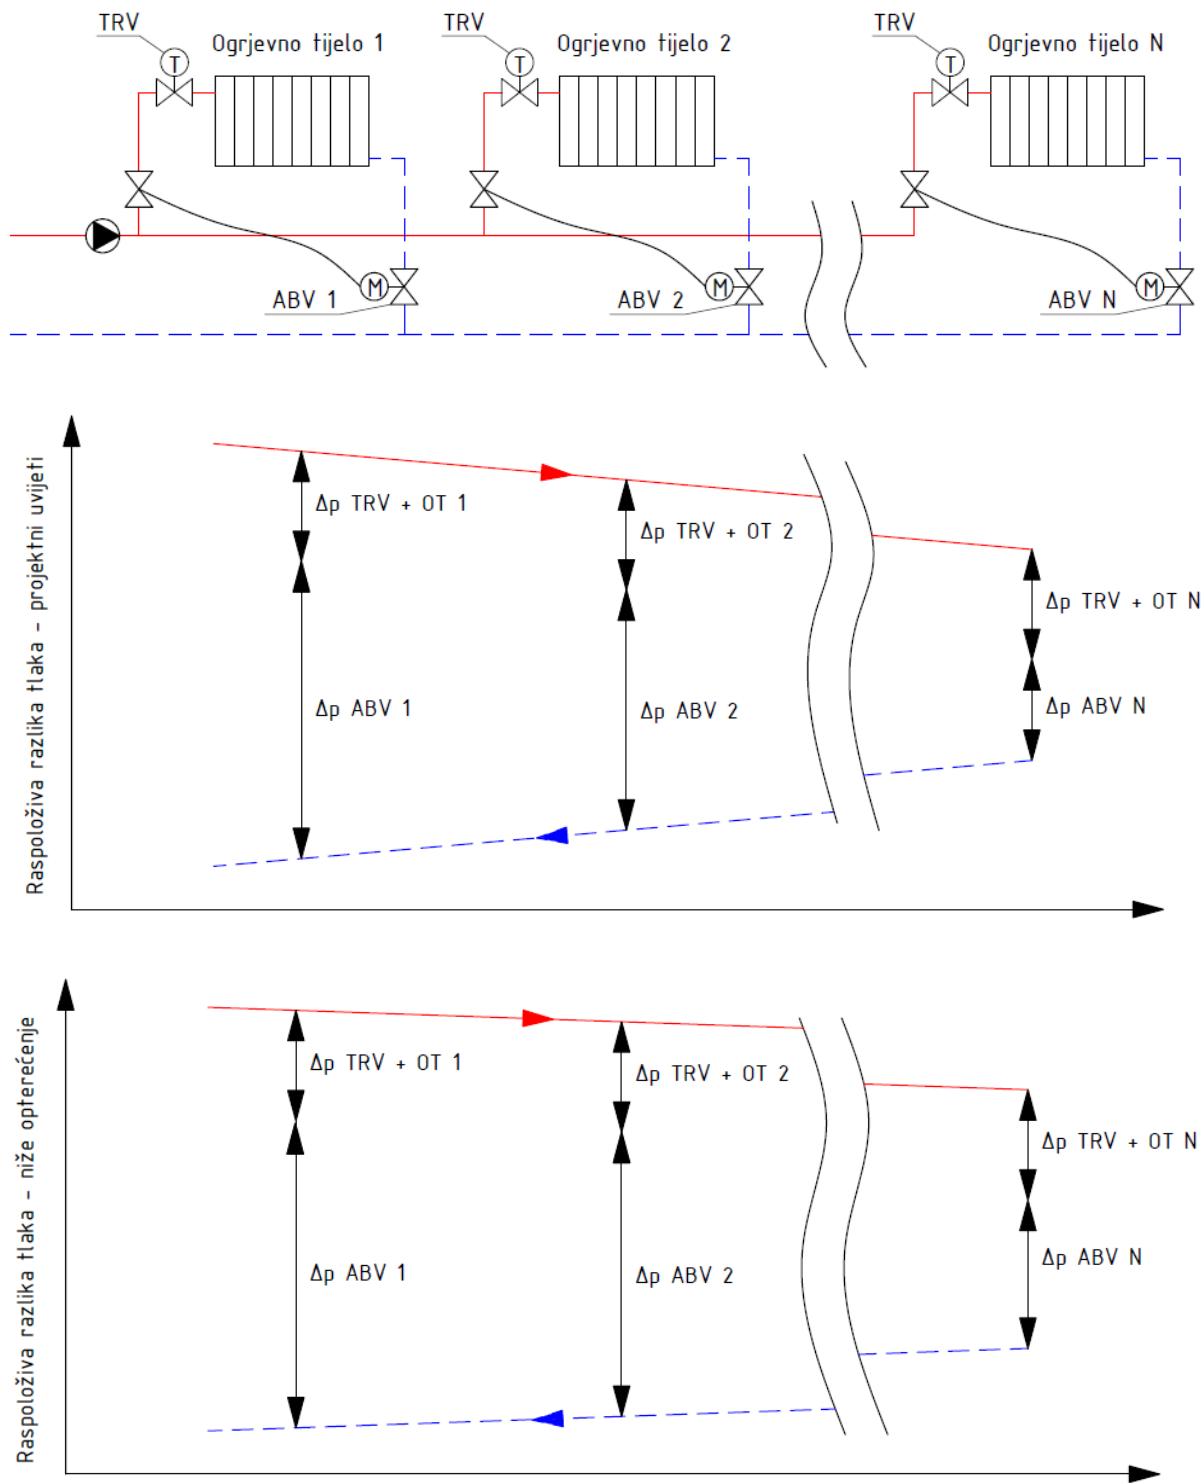 TRV
TRV
TRV
Ogrjevno tijelo 1
Ogrjevno tijelo 2
Ogrjevno tijelo N
T
T
T
M
M
M
ABV 1
ABV 2
ABV N
Raspoloživa razlika tlaka - projektni uvijeti
Δp TRV + OT 1
Δp TRV + OT 2
Δp TRV + OT N
Δp ABV 1
Δp ABV 2
Δp ABV N
Raspoloživa razlika tlaka - niže opterećenje
Δp TRV + OT 1
Δp TRV + OT 2
Δp TRV + OT N
Δp ABV 1
Δp ABV 2
Δp ABV N